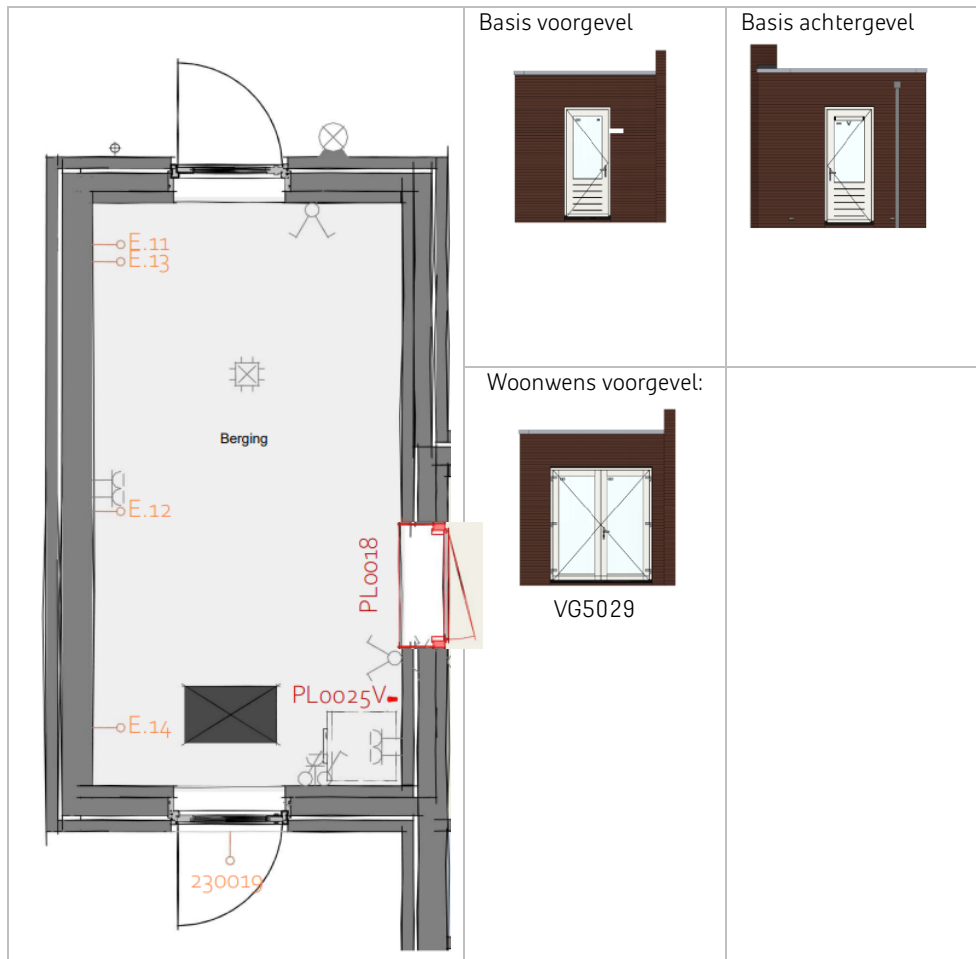 Basis voorgevel
Basis achtergevel
E.11
E.13
Berging
E.12
PL0018
PL0025V
E.14
230019
Woonwens voorgevel:
VG5029